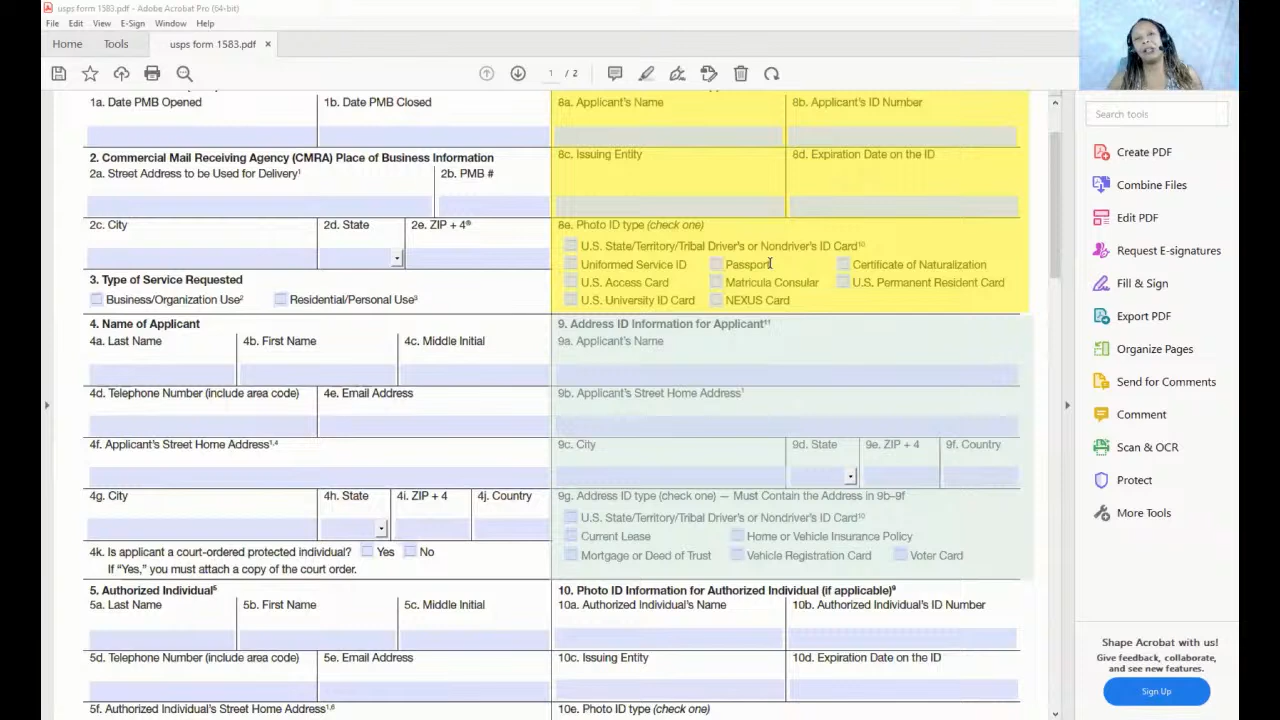 usps form 1583.pdf - Adobe Acrobat Pro (64-bit)
File Edit View E-Sign Window Help
Home Tools usps form 1583.pdf ×
1 / 2
1a. Date PMB Opened
1b. Date PMB Closed
2. Commercial Mail Receiving Agency (CMRA) Place of Business Information
2a. Street Address to be Used for Delivery¹
2b. PMB #
2c. City
2d. State
2e. ZIP + 4®
3. Type of Service Requested
Business/Organization Use²
Residential/Personal Use³
4. Name of Applicant
4a. Last Name
4b. First Name
4c. Middle Initial
4d. Telephone Number (include area code)
4e. Email Address
4f. Applicant's Street Home Address¹,⁴
4g. City
4h. State
4i. ZIP + 4
4j. Country
4k. Is applicant a court-ordered protected individual? Yes No
If “Yes,” you must attach a copy of the court order.
5. Authorized Individual⁵
5a. Last Name
5b. First Name
5c. Middle Initial
5d. Telephone Number (include area code)
5e. Email Address
5f. Authorized Individual's Street Home Address¹,⁶
8a. Applicant's Name
8b. Applicant's ID Number
8c. Issuing Entity
8d. Expiration Date on the ID
8e. Photo ID type (check one)
U.S. State/Territory/Tribal Driver's or Nondriver's ID Card¹⁰
Uniformed Service ID
Passport
Certificate of Naturalization
U.S. Access Card
Matricula Consular
U.S. Permanent Resident Card
U.S. University ID Card
NEXUS Card
9. Address ID Information for Applicant¹¹
9a. Applicant's Name
9b. Applicant's Street Home Address¹
9c. City
9d. State
9e. ZIP + 4
9f. Country
9g. Address ID type (check one) — Must Contain the Address in 9b–9f
U.S. State/Territory/Tribal Driver's or Nondriver's ID Card¹⁰
Current Lease
Home or Vehicle Insurance Policy
Mortgage or Deed of Trust
Vehicle Registration Card
Voter Card
10. Photo ID Information for Authorized Individual (if applicable)⁹
10a. Authorized Individual's Name
10b. Authorized Individual's ID Number
10c. Issuing Entity
10d. Expiration Date on the ID
10e. Photo ID type (check one)
Search tools
Create PDF
Combine Files
Edit PDF
Request E-signatures
Fill & Sign
Export PDF
Organize Pages
Send for Comments
Comment
Scan & OCR
Protect
More Tools
Shape Acrobat with us!
Give feedback, collaborate,
and see new features.
Sign Up